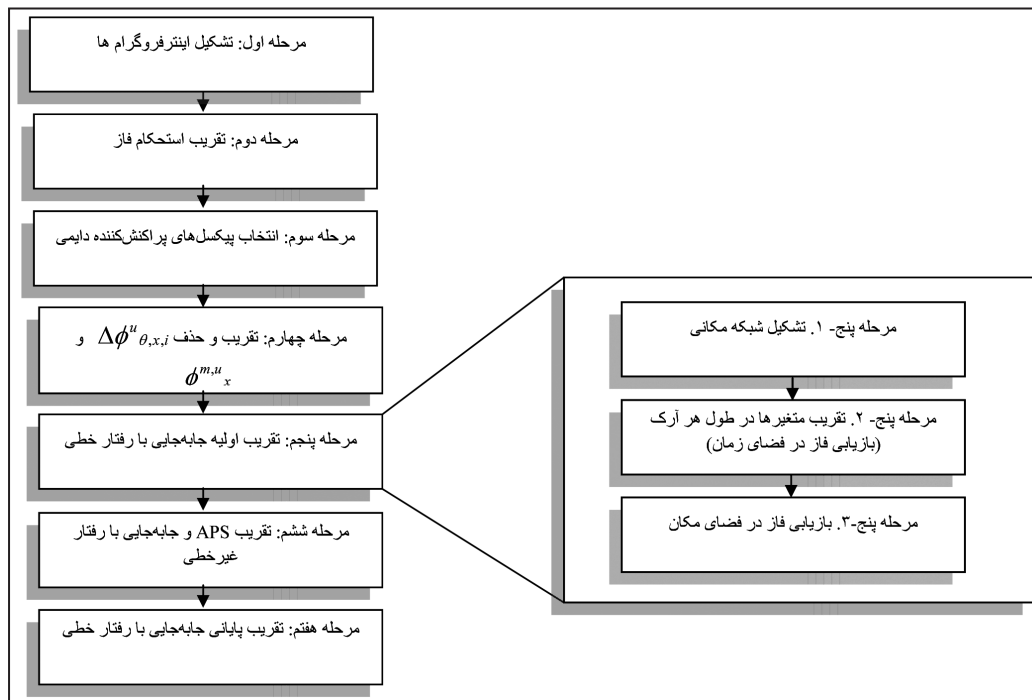 مرحله اول: تشکیل اینترفروگرام ها
مرحله دوم: تقریب استحکام فاز
مرحله سوم: انتخاب پیکسل‌های پراکنش‌کننده دایمی
مرحله چهارم: تقریب و حذف Δϕ^u_θ,x,i و
ϕ^m,u_x
مرحله پنجم: تقریب اولیه جابه‌جایی با رفتار خطی
مرحله ششم: تقریب APS و جابه‌جایی با رفتار
غیرخطی
مرحله هفتم: تقریب پایانی جابه‌جایی با رفتار خطی
مرحله پنج- ۱. تشکیل شبکه مکانی
مرحله پنج- ۲. تقریب متغیرها در طول هر آرک
(بازیابی فاز در فضای زمان)
مرحله پنج-۳. بازیابی فاز در فضای مکان